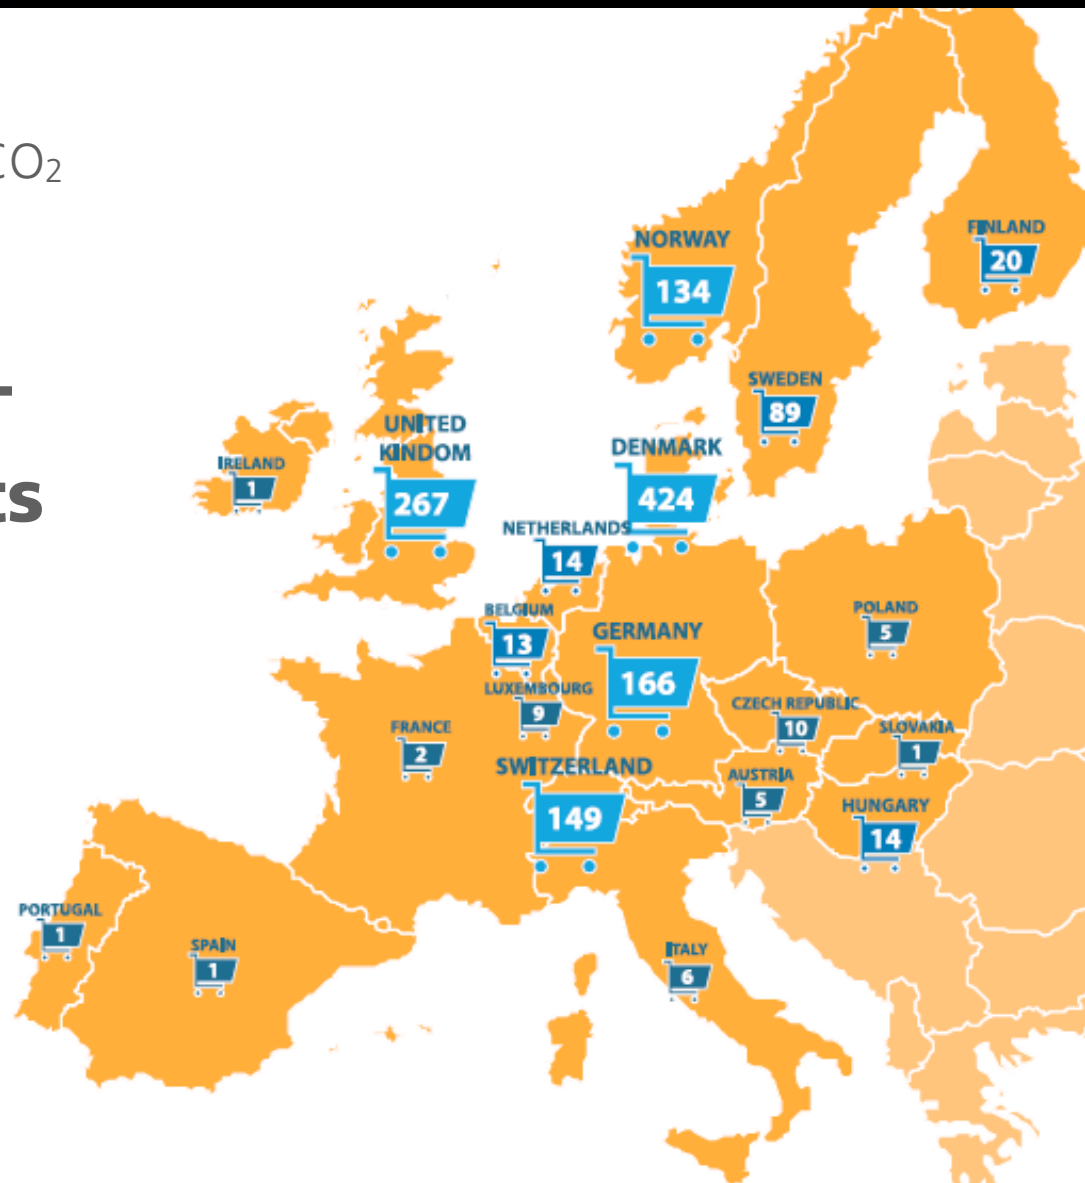 CO₂
NORWAY
134
FINLAND
20
SWEDEN
89
UNITED
KINDOM
267
DENMARK
424
IRELAND
1
NETHERLANDS
14
BELGIUM
13
GERMANY
166
POLAND
5
LUXEMBOURG
9
CZECH REPUBLIC
10
SLOVAKIA
1
FRANCE
2
SWITZERLAND
149
AUSTRIA
5
HUNGARY
14
PORTUGAL
1
SPAIN
1
ITALY
6